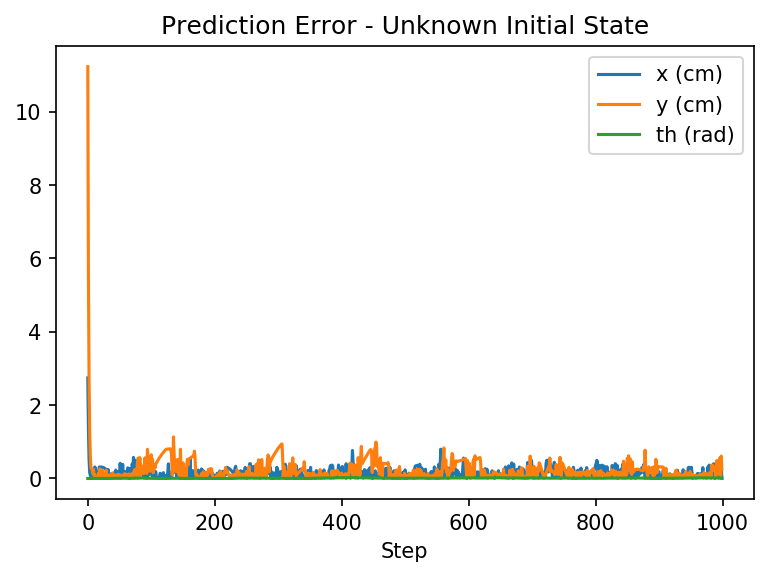 Prediction Error - Unknown Initial State
x (cm)
y (cm)
th (rad)
10
8
6
4
2
0
0 200 400 600 800 1000
Step